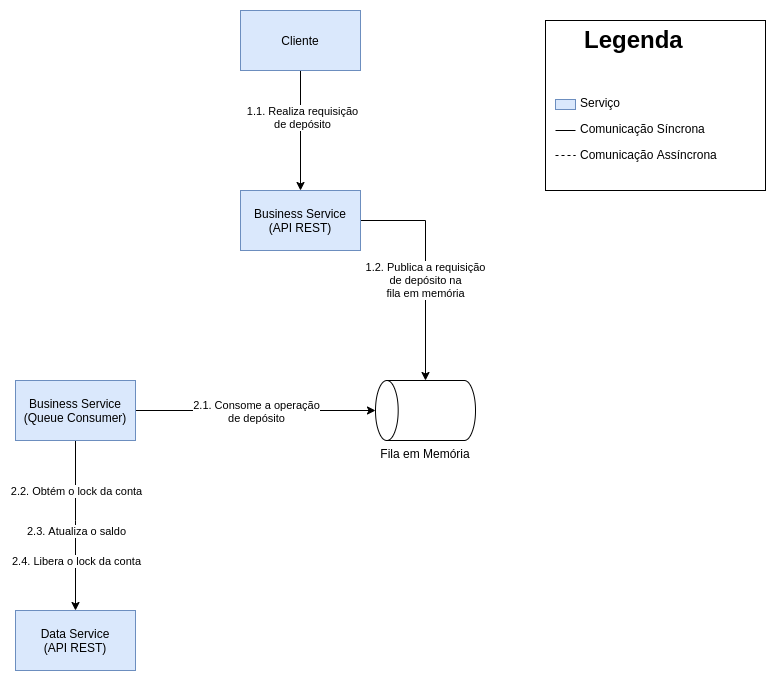 Cliente
Legenda
Serviço
Comunicação Síncrona
Comunicação Assíncrona
1.1. Realiza requisição
de depósito
Business Service
(API REST)
1.2. Publica a requisição
de depósito na
fila em memória
Business Service
(Queue Consumer)
2.1. Consome a operação
de depósito
Fila em Memória
2.2. Obtém o lock da conta
2.3. Atualiza o saldo
2.4. Libera o lock da conta
Data Service
(API REST)